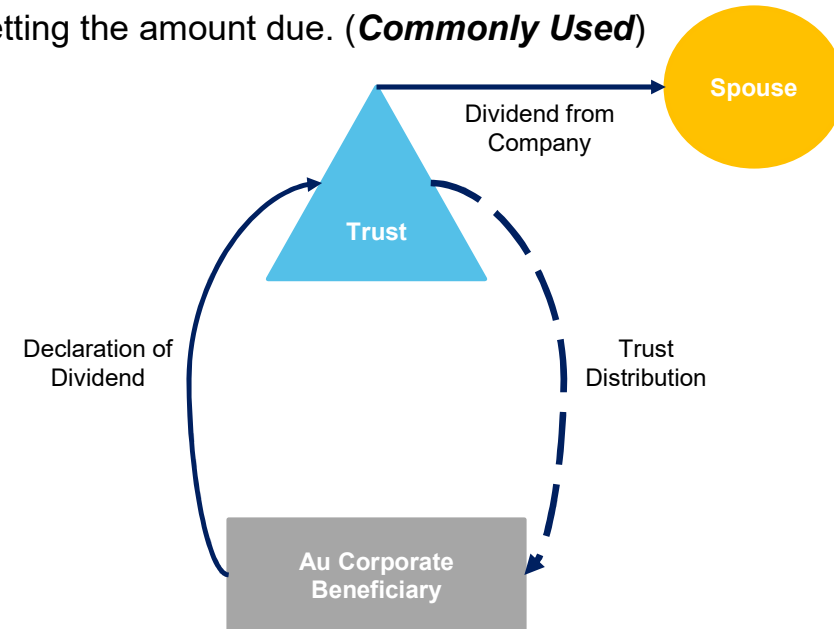 etting the amount due. (Commonly Used)
Spouse
Dividend from
Company
Trust
Declaration of
Dividend
Trust
Distribution
Au Corporate
Beneficiary